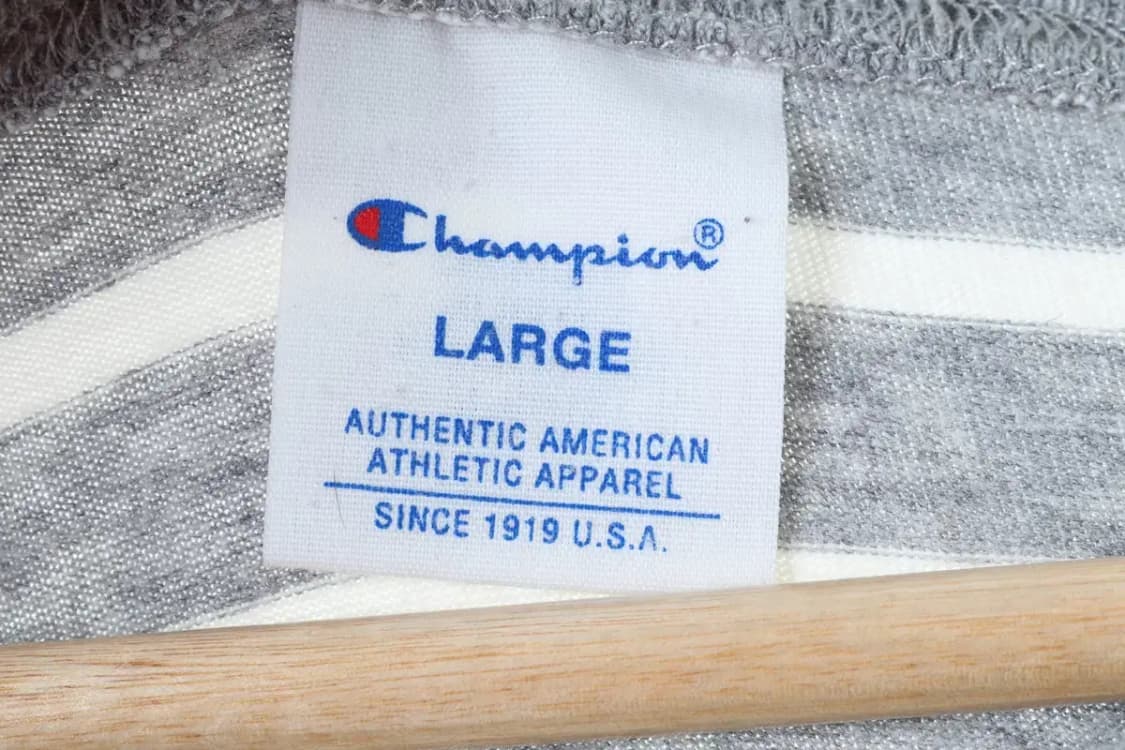 Champion®
LARGE
AUTHENTIC AMERICAN
ATHLETIC APPAREL
SINCE 1919 U.S.A.